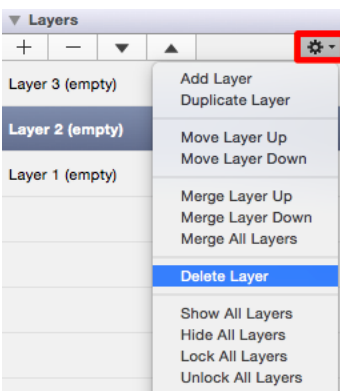 Layers
Layer 3 (empty)
Layer 2 (empty)
Layer 1 (empty)
Add Layer
Duplicate Layer
Move Layer Up
Move Layer Down
Merge Layer Up
Merge Layer Down
Merge All Layers
Delete Layer
Show All Layers
Hide All Layers
Lock All Layers
Unlock All Layers